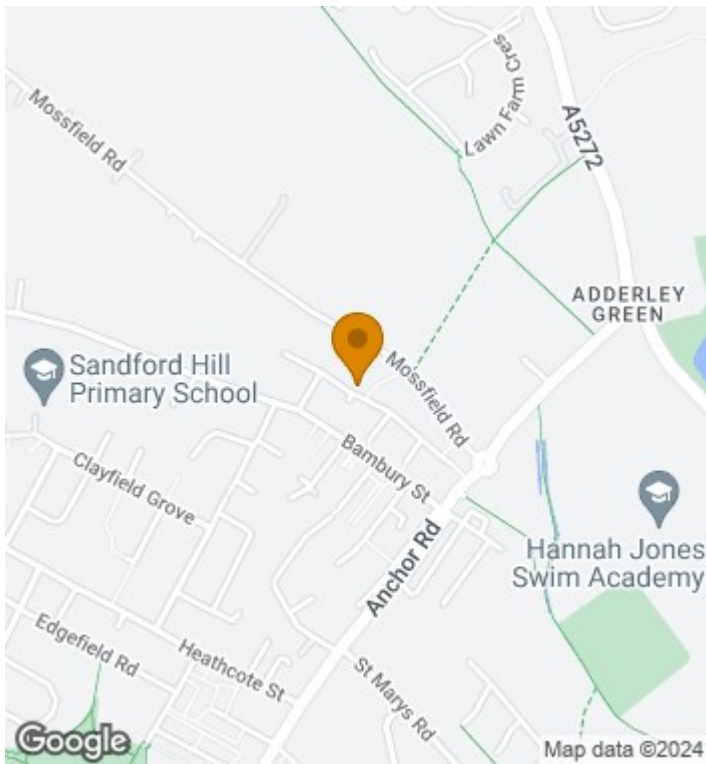 Lawn Farm Cres
A5272
Mossfield Rd
ADDERLEY
GREEN
Mossfield Rd
Sandford Hill
Primary School
Bambury St
Clayfield Grove
Anchor Rd
Hannah Jones
Swim Academy
Edgefield Rd
Heathcote St
St Marys Rd
Google
Map data ©2024